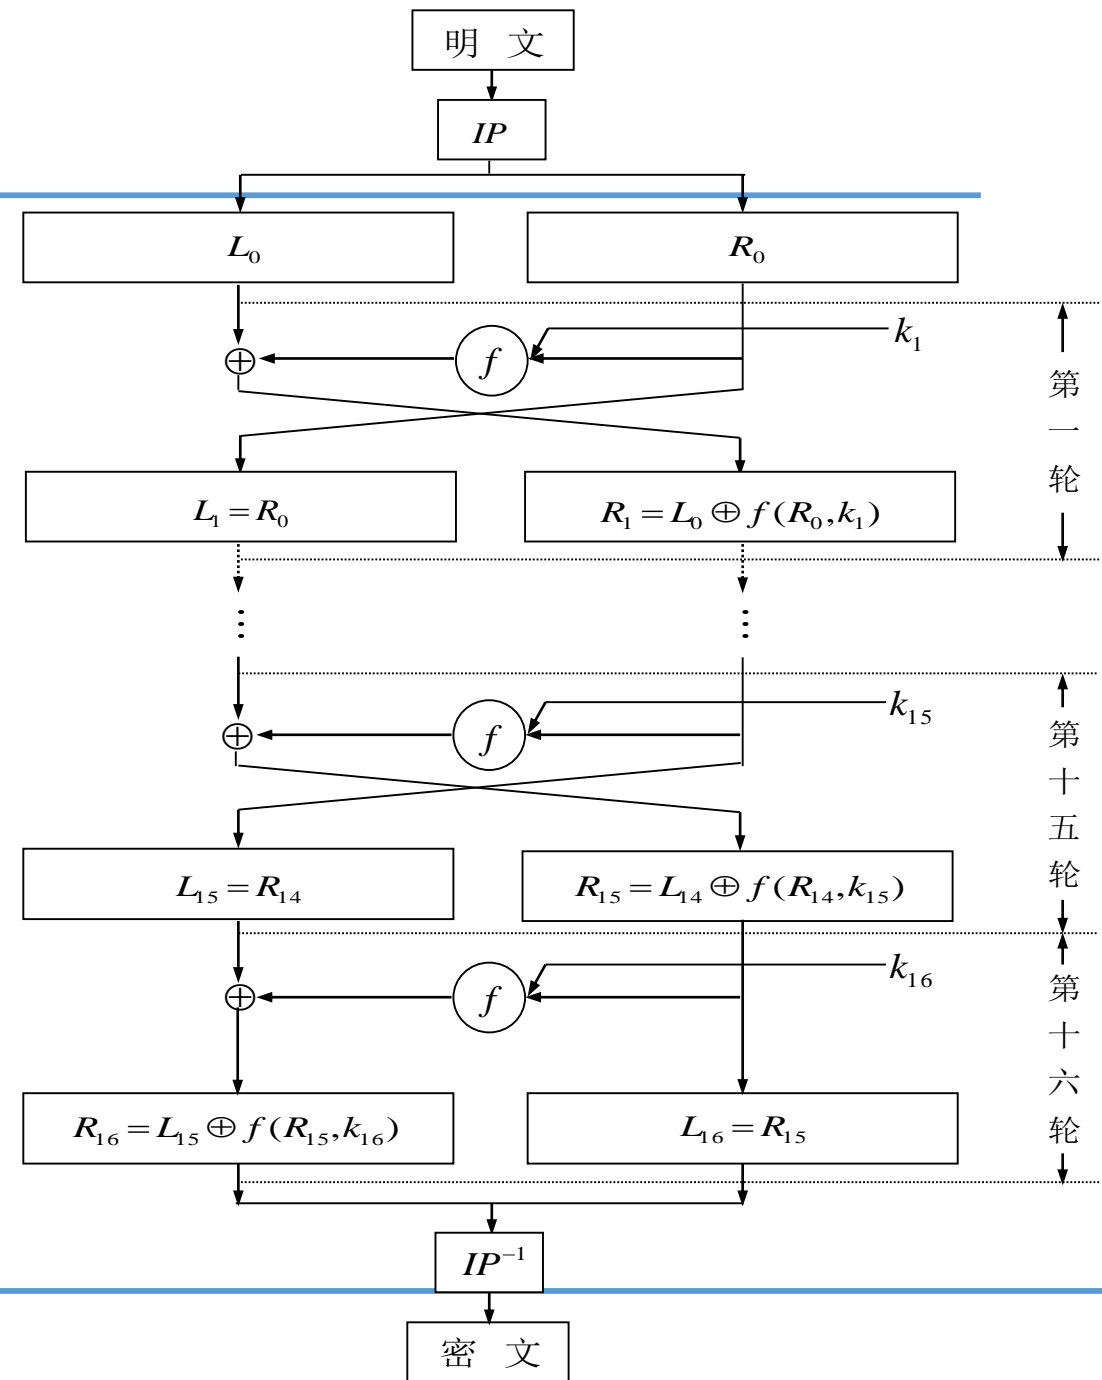 明 文
IP
L₀
R₀
k₁
f
第一轮
L₁=R₀
R₁=L₀⊕f(R₀,k₁)
k₁₅
f
第十五轮
L₁₅=R₁₄
R₁₅=L₁₄⊕f(R₁₄,k₁₅)
k₁₆
f
第十六轮
R₁₆=L₁₅⊕f(R₁₅,k₁₆)
L₁₆=R₁₅
IP⁻¹
密 文